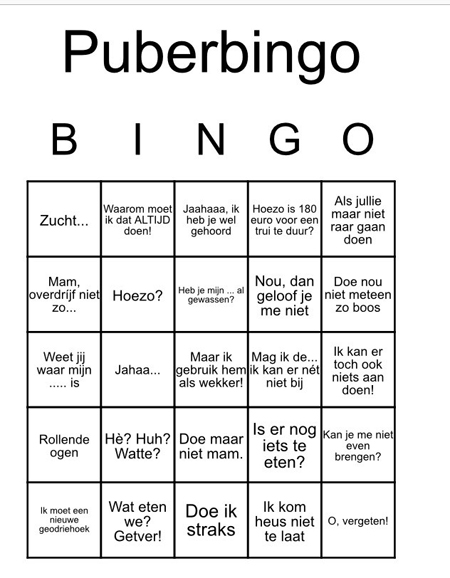 Puberbingo
B I N G O
Zucht...
Waarom moet
ik dat ALTIJD
doen!
Jaahaaa, ik
heb je wel
gehoord
Hoezo is 180
euro voor een
trui te duur?
Als jullie
maar niet
raar gaan
doen
Mam,
overdríjf niet
zo...
Hoezo?
Heb je mijn ... al
gewassen?
Nou, dan
geloof je
me niet
Doe nou
niet meteen
zo boos
Weet jij
waar mijn
..... is
Jahaa...
Maar ik
gebruik hem
als wekker!
Mag ik de...
ik kan er nét
niet bij
Ik kan er
toch ook
niets aan
doen!
Rollende
ogen
Hè? Huh?
Watte?
Doe maar
niet mam.
Is er nog
iets te
eten?
Kan je me niet
even
brengen?
Ik moet een
nieuwe
geodriehoek
Wat eten
we?
Getver!
Doe ik
straks
Ik kom
heus niet
te laat
O, vergeten!